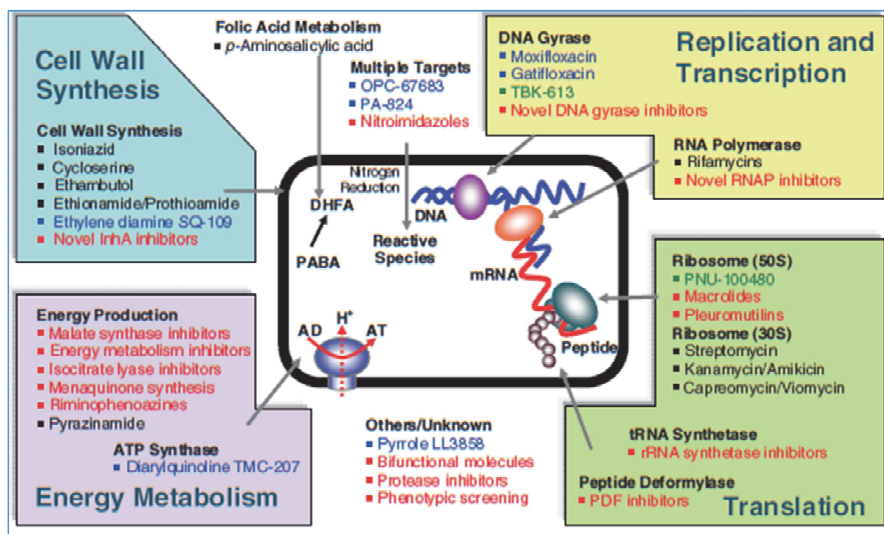 Cell Wall
Synthesis
Cell Wall Synthesis
▪ Isoniazid
▪ Cycloserine
▪ Ethambutol
▪ Ethionamide/Prothioamide
▪ Ethylene diamine SQ-109
▪ Novel InhA inhibitors
Folic Acid Metabolism
▪ p-Aminosalicylic acid
Multiple Targets
▪ OPC-67683
▪ PA-824
▪ Nitroimidazoles
DNA Gyrase
▪ Moxifloxacin
▪ Gatifloxacin
▪ TBK-613
▪ Novel DNA gyrase inhibitors
Replication and
Transcription
RNA Polymerase
▪ Rifamycins
▪ Novel RNAP inhibitors
Nitrogen
Reduction
DHFA
PABA
Reactive
Species
DNA
mRNA
Peptide
AD
H+
AT
Ribosome (50S)
▪ PNU-100480
▪ Macrolides
▪ Pleuromutilins
Ribosome (30S)
▪ Streptomycin
▪ Kanamycin/Amikicin
▪ Capreomycin/Viomycin
tRNA Synthetase
▪ rRNA synthetase inhibitors
Peptide Deformylase
▪ PDF inhibitors
Translation
Energy Production
▪ Malate synthase inhibitors
▪ Energy metabolism inhibitors
▪ Isocitrate lyase inhibitors
▪ Menaquinone synthesis
▪ Riminophenoazines
▪ Pyrazinamide
ATP Synthase
▪ Diarylquinoline TMC-207
Energy Metabolism
Others/Unknown
▪ Pyrrole LL3858
▪ Bifunctional molecules
▪ Protease inhibitors
▪ Phenotypic screening